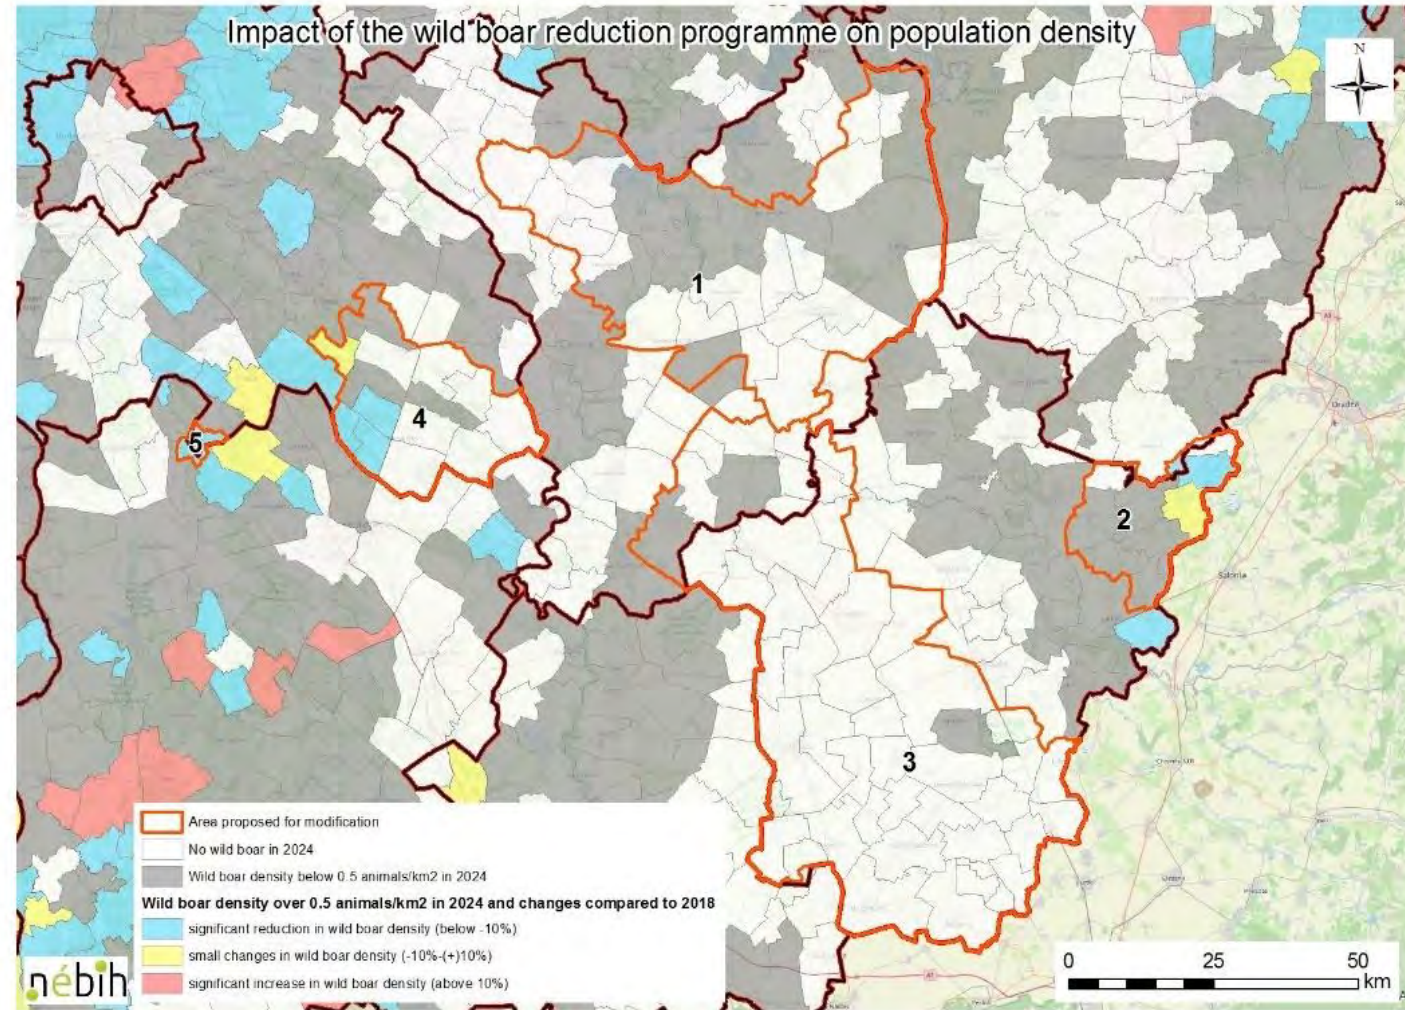 Impact of the wild boar reduction programme on population density
N
1
4
5
2
Oradea
Salonta
3
Area proposed for modification
No wild boar in 2024
Wild boar density below 0.5 animals/km2 in 2024
Wild boar density over 0.5 animals/km2 in 2024 and changes compared to 2018
significant reduction in wild boar density (below -10%)
small changes in wild boar density (-10%-(+)10%)
significant increase in wild boar density (above 10%)
nébih
0 25 50
km